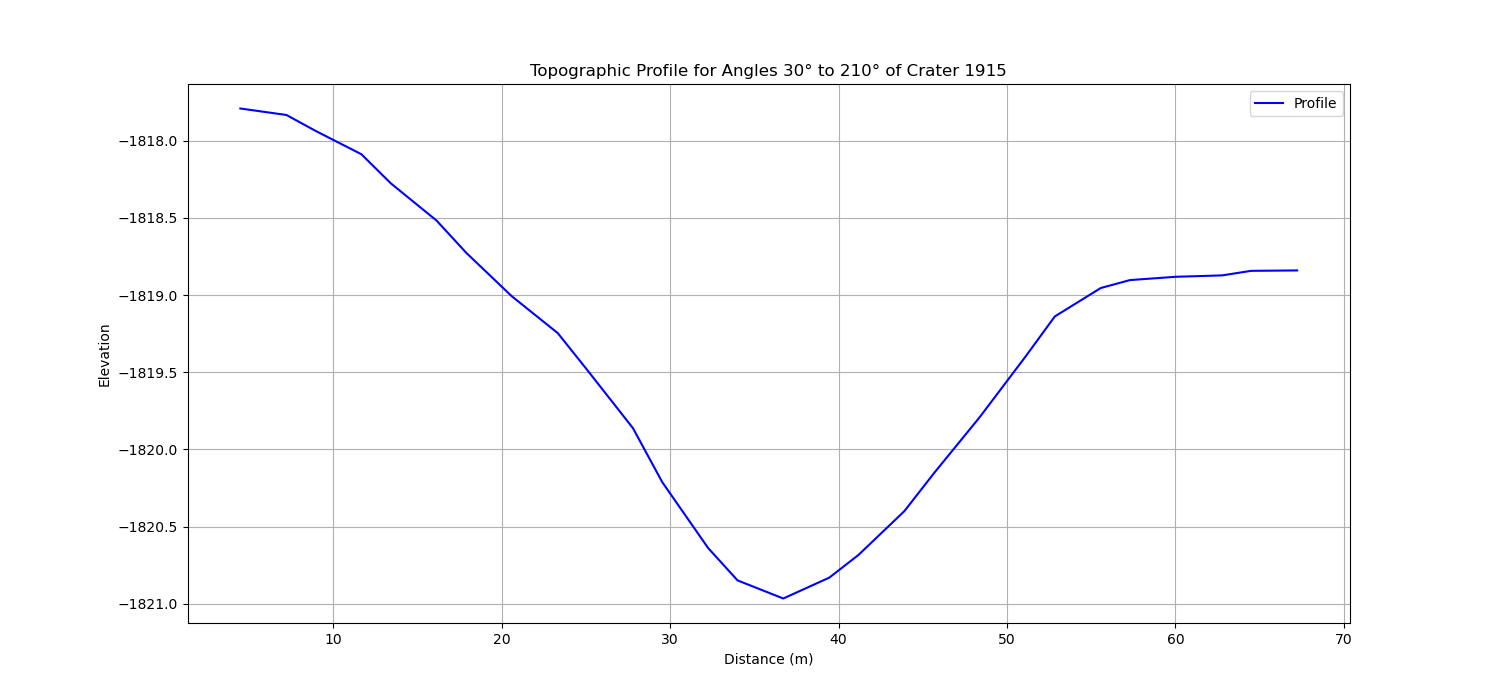 Topographic Profile for Angles 30° to 210° of Crater 1915
Profile
−1818.0
−1818.5
−1819.0
−1819.5
−1820.0
−1820.5
−1821.0
Elevation
10 20 30 40 50 60 70
Distance (m)